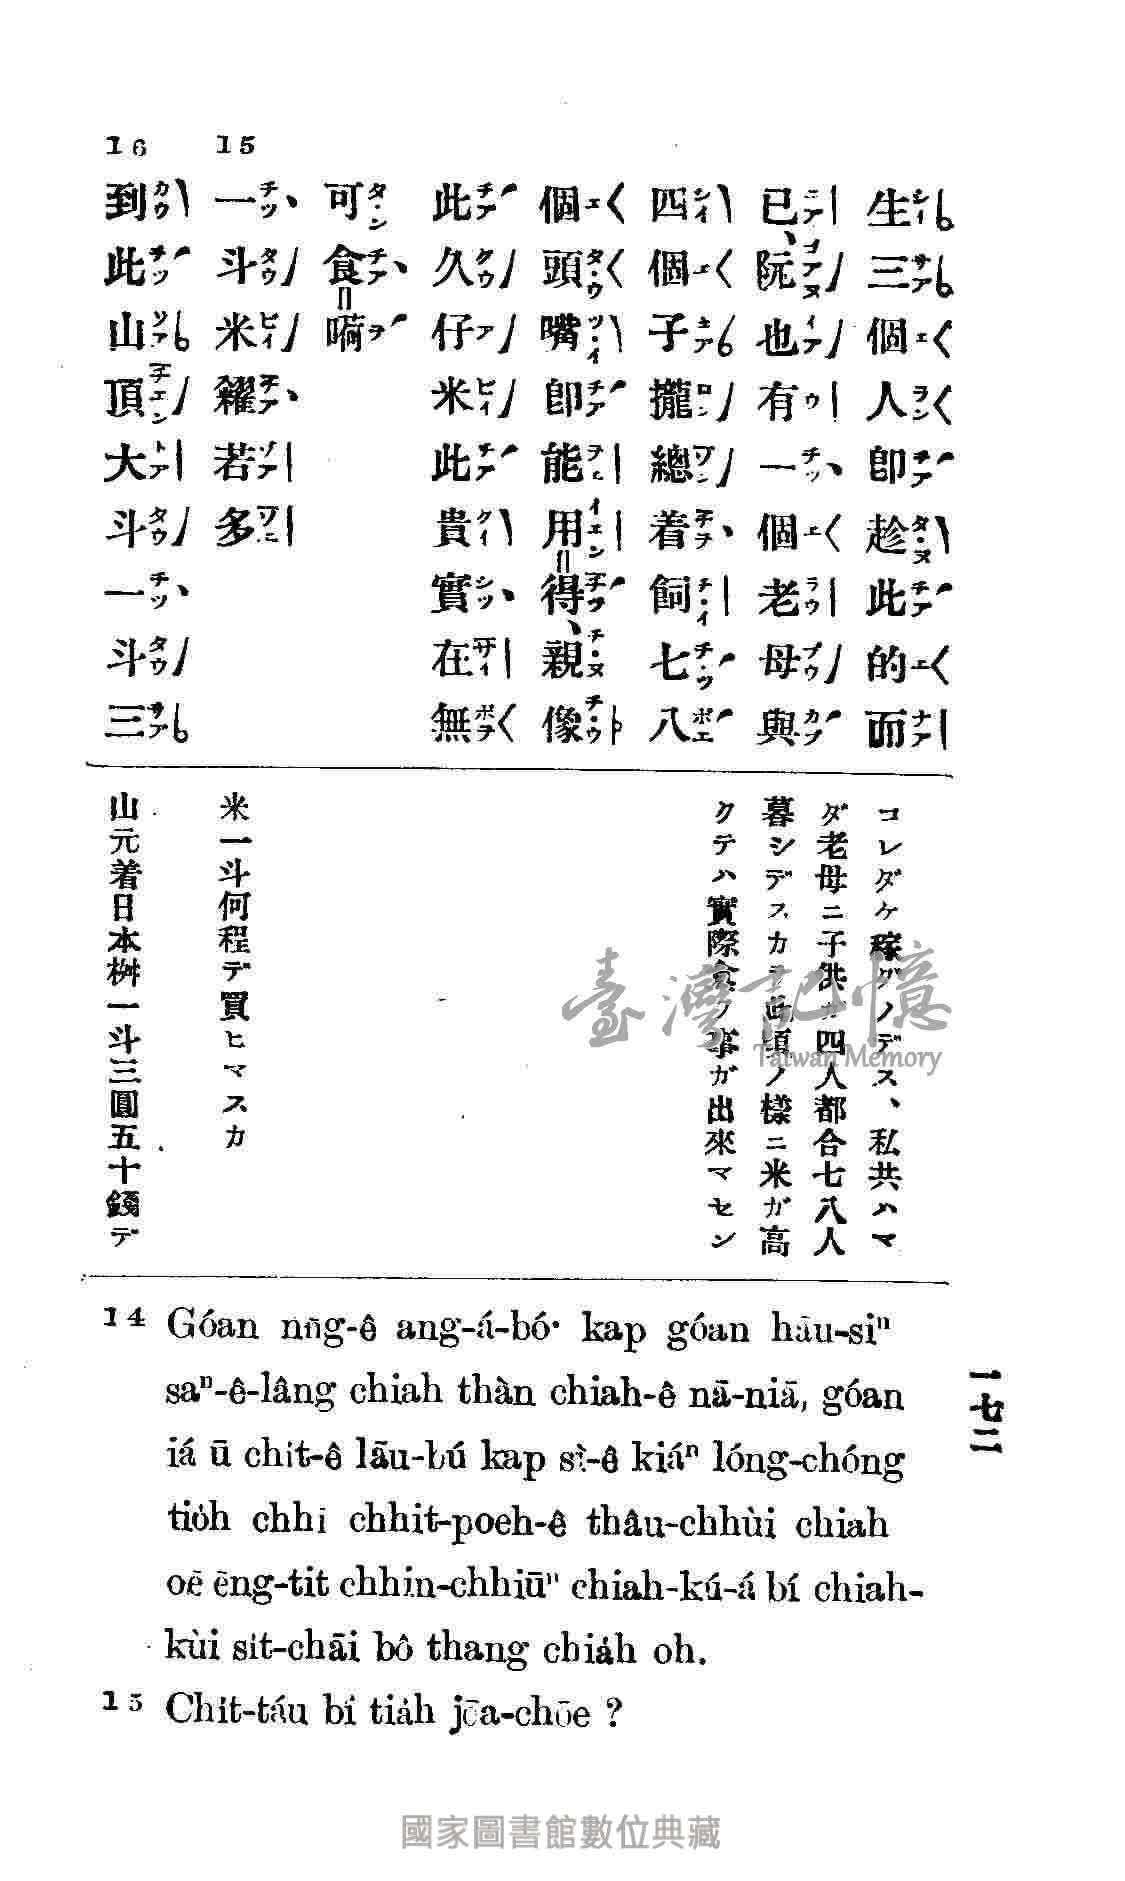 生三個人卽趁此的而
已、阮也有一個老母與
四個子攏總着飼七八
個頭嘴卽能用得、親像
此久仔米此貴實在無
可食嗬
15
一斗米糴若多
16
到此山頂大斗一斗三
コレダケ稼グノデス、私共ハマ
ダ老母ニ子供ガ四人都合七八人
暮シデスカラ此頃ノ樣ニ米ガ高
クテハ實際食ノ事ガ出來マセン
米一斗何程デ買ヒマスカ
山元着日本桝一斗三圓五十錢デ
14 Góan nn̄g-ê ang-á-bó͘ kap góan hāu-siⁿ
saⁿ-ê-lâng chiah thàn chiah-ê nā-niā, góan
iá ū chi̍t-ê lāu-bú kap sì-ê kiáⁿ lóng-chóng
tio̍h chhī chhit-poeh-ê thâu-chhùi chiah
oē ēng-tit chhin-chhiūⁿ chiah-kú-á bí chiah-
kùi si̍t-chāi bô thang chia̍h oh.
15 Chi̍t-táu bí tia̍h jōa-chōe ?
一七二
臺灣記憶
Taiwan Memory
國家圖書館數位典藏